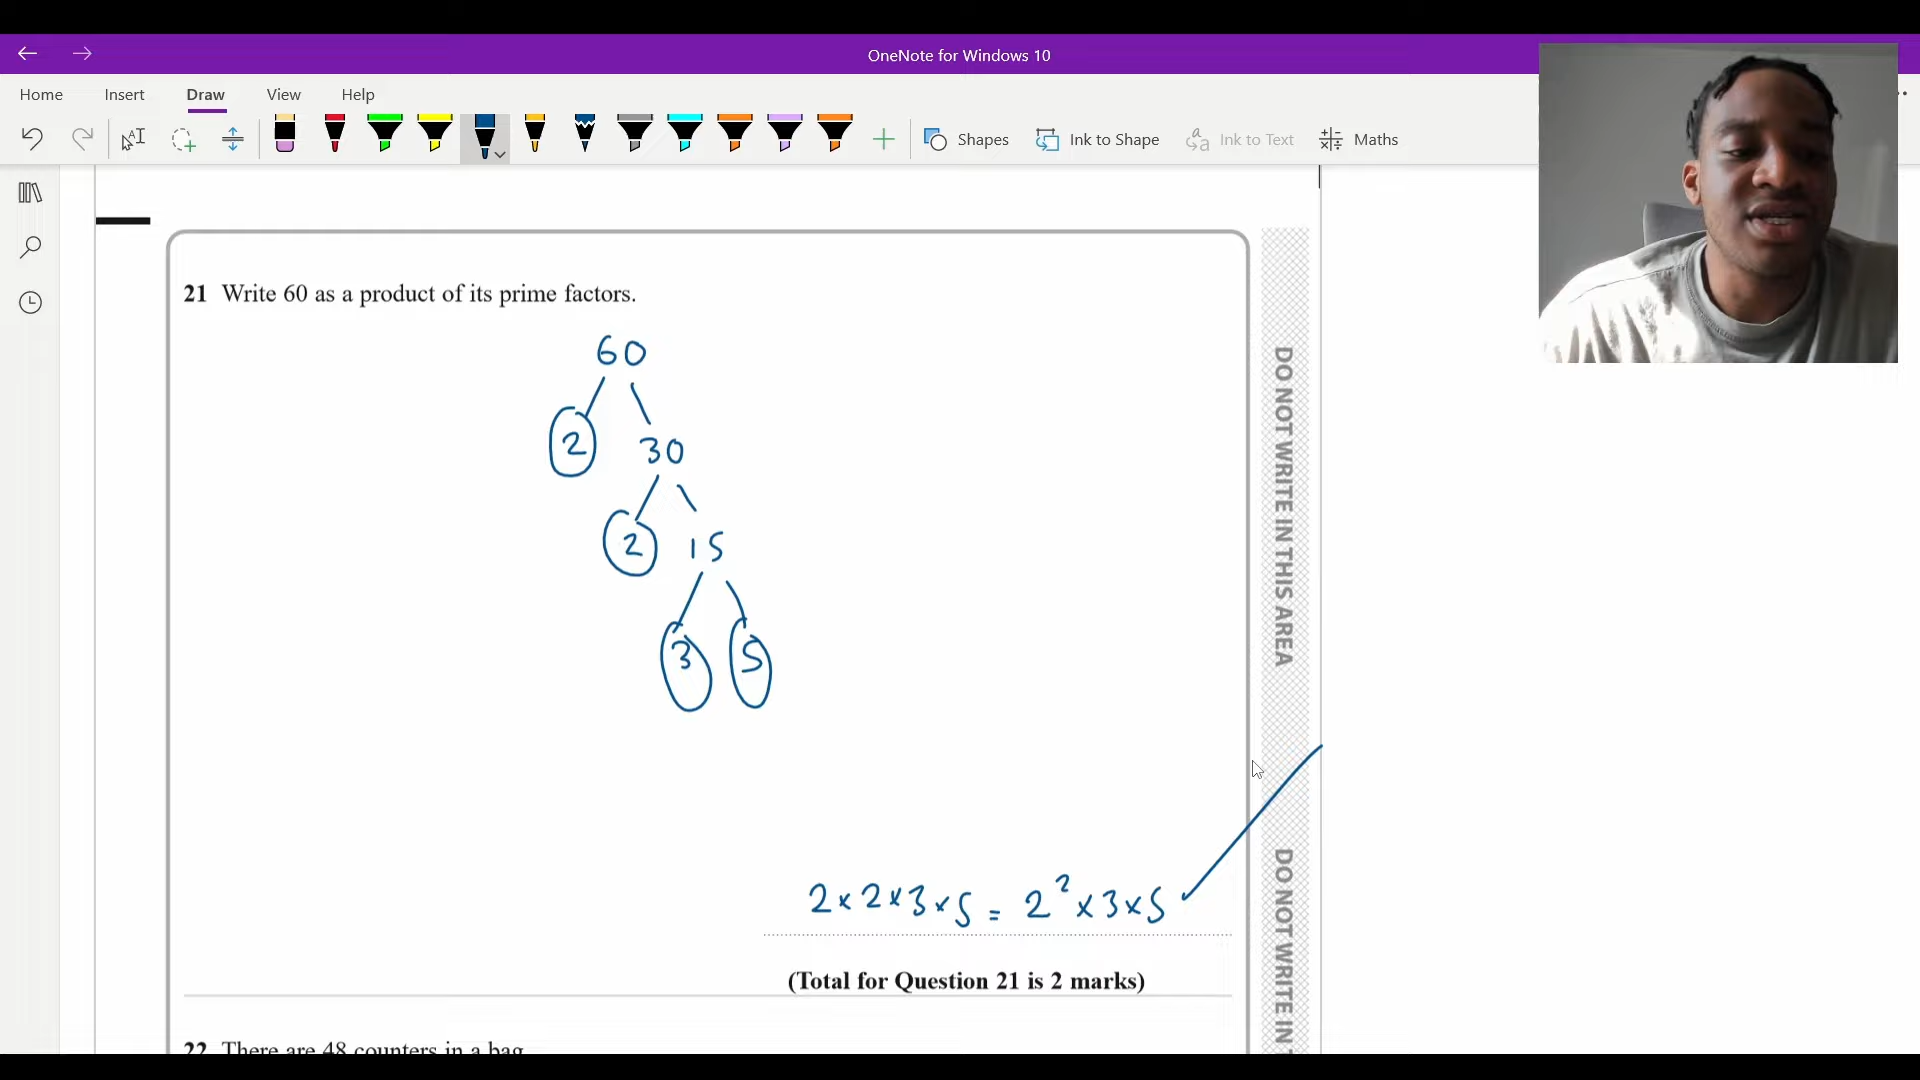 OneNote for Windows 10
Home Insert Draw View Help
Shapes Ink to Shape Ink to Text Maths
21 Write 60 as a product of its prime factors.
60
2 30
2 15
3 5
2×2×3×5 = 2²×3×5
(Total for Question 21 is 2 marks)
22 There are 48 counters in a bag
DO NOT WRITE IN THIS AREA
DO NOT WRITE IN